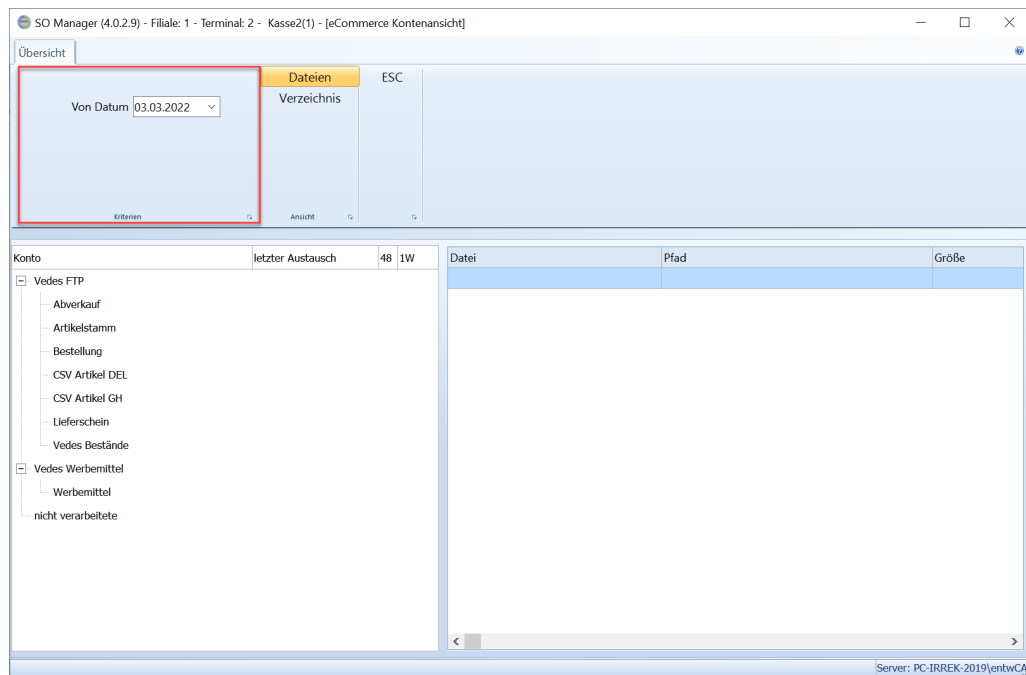 SO Manager (4.0.2.9) - Filiale: 1 - Terminal: 2 - Kasse2(1) - [eCommerce Kontenansicht]
Übersicht
Dateien ESC
Von Datum 03.03.2022 Verzeichnis
Kriterien Ansicht
Konto letzter Austausch 48 1W Datei Pfad Größe
Vedes FTP
Abverkauf
Artikelstamm
Bestellung
CSV Artikel DEL
CSV Artikel GH
Lieferschein
Vedes Bestände
Vedes Werbemittel
Werbemittel
nicht verarbeitete
Server: PC-IRREK-2019\entwCA